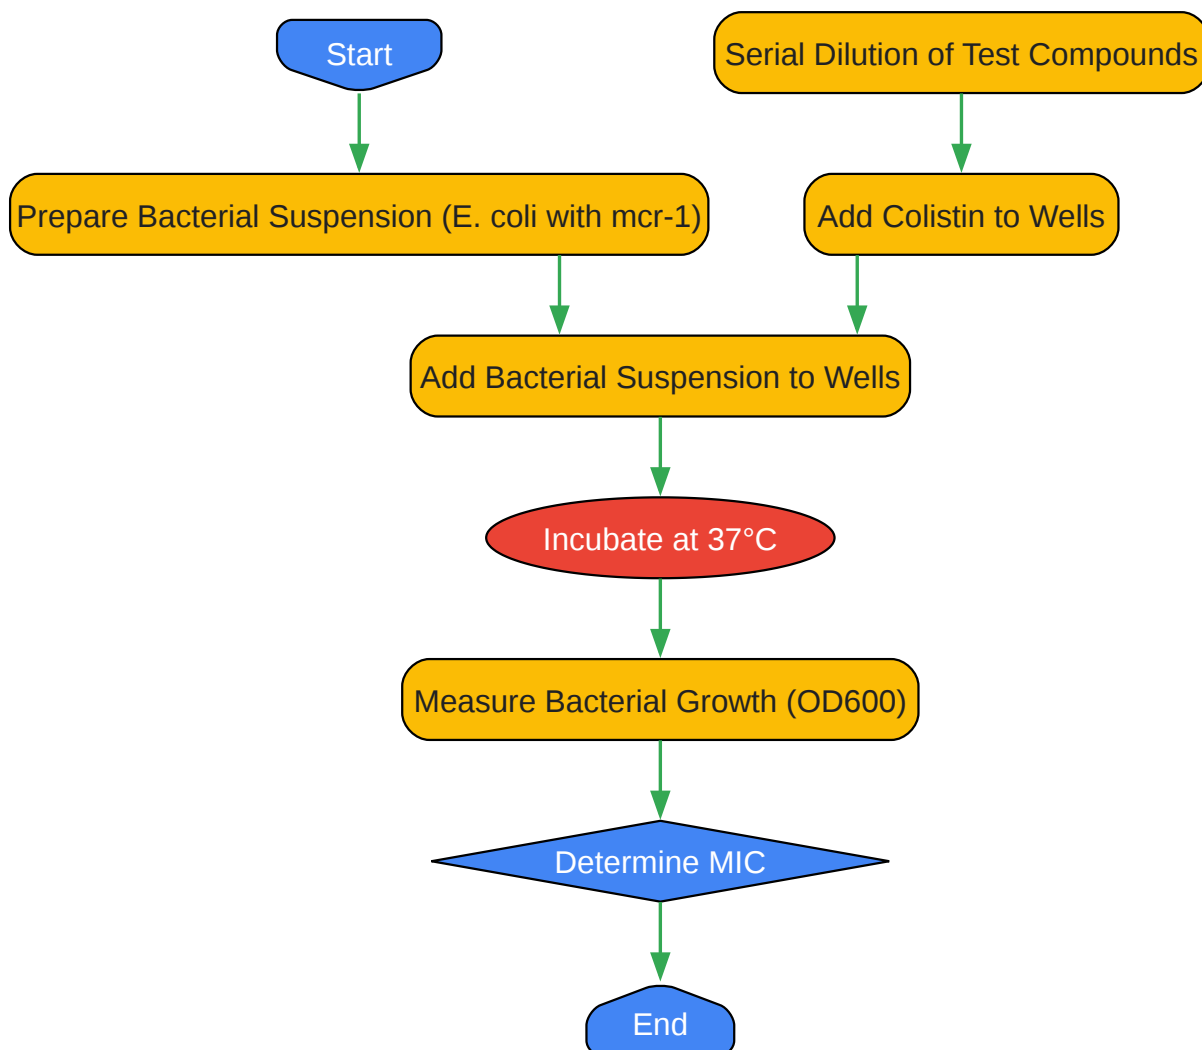 Start
Serial Dilution of Test Compounds
Prepare Bacterial Suspension (E. coli with mcr-1)
Add Colistin to Wells
Add Bacterial Suspension to Wells
Incubate at 37°C
Measure Bacterial Growth (OD600)
Determine MIC
End